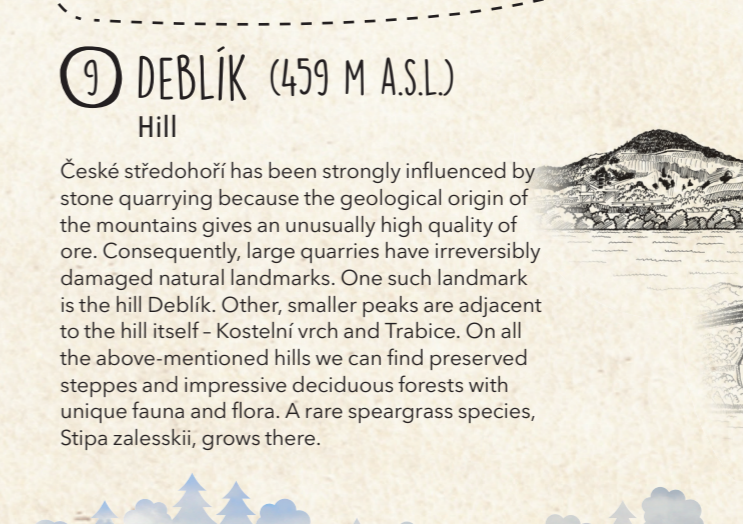 9 DEBLÍK (459 M A.S.L.)
Hill
České středohoří has been strongly influenced by
stone quarrying because the geological origin of
the mountains gives an unusually high quality of
ore. Consequently, large quarries have irreversibly
damaged natural landmarks. One such landmark
is the hill Deblík. Other, smaller peaks are adjacent
to the hill itself – Kostelní vrch and Trabice. On all
the above-mentioned hills we can find preserved
steppes and impressive deciduous forests with
unique fauna and flora. A rare speargrass species,
Stipa zalesskii, grows there.